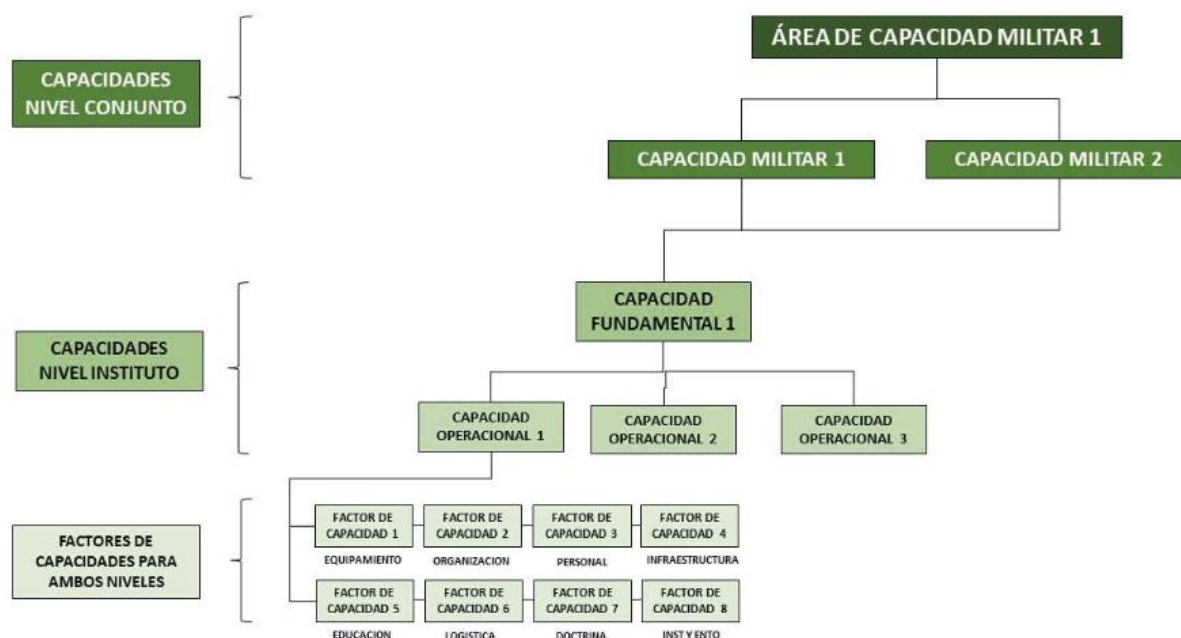 ÁREA DE CAPACIDAD MILITAR 1
CAPACIDADES
NIVEL CONJUNTO
CAPACIDAD MILITAR 1
CAPACIDAD MILITAR 2
CAPACIDAD
FUNDAMENTAL 1
CAPACIDADES
NIVEL INSTITUTO
CAPACIDAD
OPERACIONAL 1
CAPACIDAD
OPERACIONAL 2
CAPACIDAD
OPERACIONAL 3
FACTORES DE
CAPACIDADES PARA
AMBOS NIVELES
FACTOR DE
CAPACIDAD 1
EQUIPAMIENTO
FACTOR DE
CAPACIDAD 2
ORGANIZACION
FACTOR DE
CAPACIDAD 3
PERSONAL
FACTOR DE
CAPACIDAD 4
INFRAESTRUCTURA
FACTOR DE
CAPACIDAD 5
EDUCACION
FACTOR DE
CAPACIDAD 6
LOGISTICA
FACTOR DE
CAPACIDAD 7
DOCTRINA
FACTOR DE
CAPACIDAD 8
INST Y ENTO